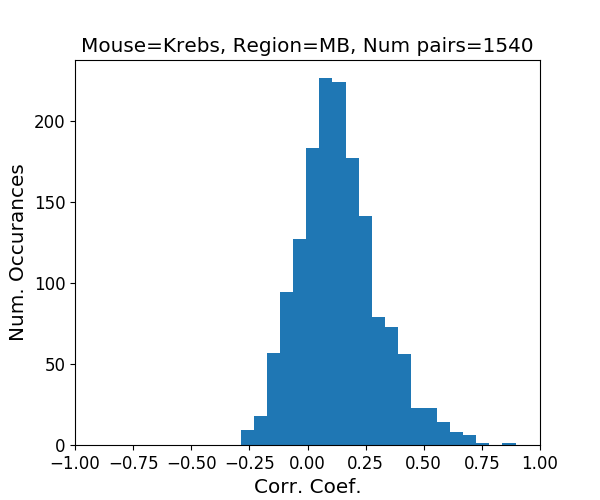 Mouse=Krebs, Region=MB, Num pairs=1540
Num. Occurances
200
150
100
50
0
−1.00 −0.75 −0.50 −0.25 0.00 0.25 0.50 0.75 1.00
Corr. Coef.